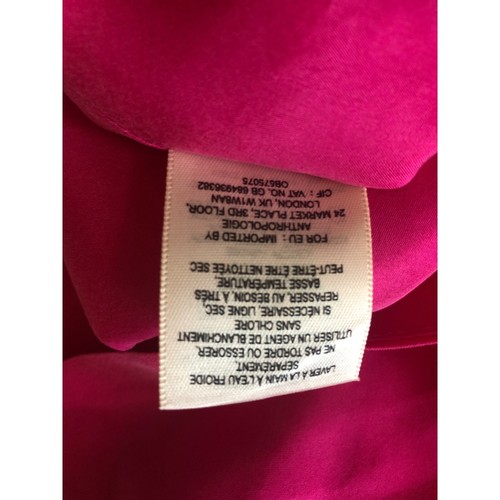 LAVER À LA MAIN À L'EAU FROIDE
SÉPARÉMENT.
NE PAS TORDRE OU ESSORER.
UTILISER UN AGENT DE BLANCHIMENT
SANS CHLORE
SI NÉCESSAIRE, LIGNE SEC
REPASSER, AU BESOIN, À TRÈS
BASSE TEMPÉRATURE,
PEUT-ÊTRE ÊTRE NETTOYÉE SEC
FOR EU : IMPORTED BY
ANTHROPOLOGIE
24 MARKET PLACE, 3RD FLOOR,
LONDON, UK W1W8AN
CIF : VAT NO. GB 684938382
OB575075